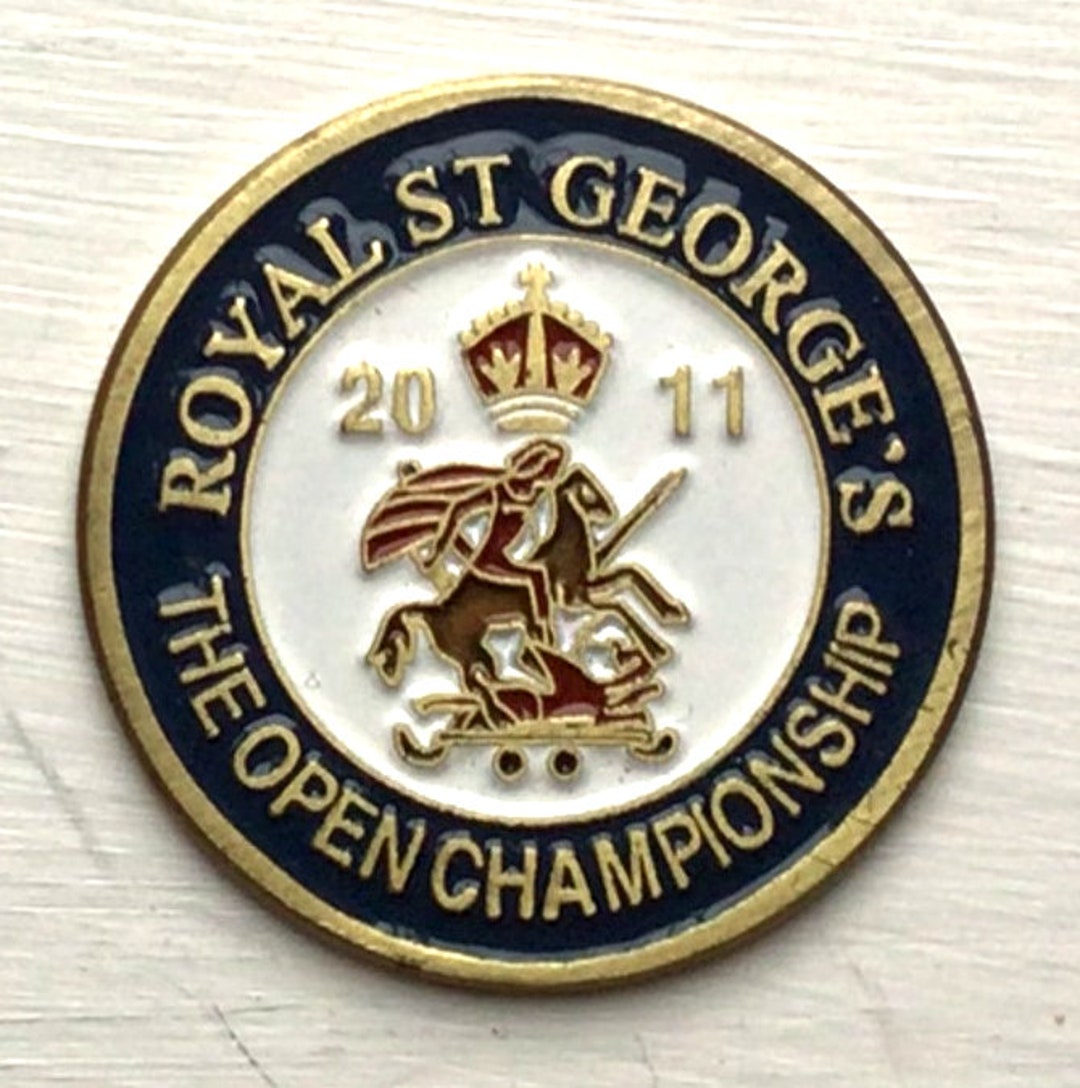 ROYAL ST GEORGE'S
20 11
THE OPEN CHAMPIONSHIP